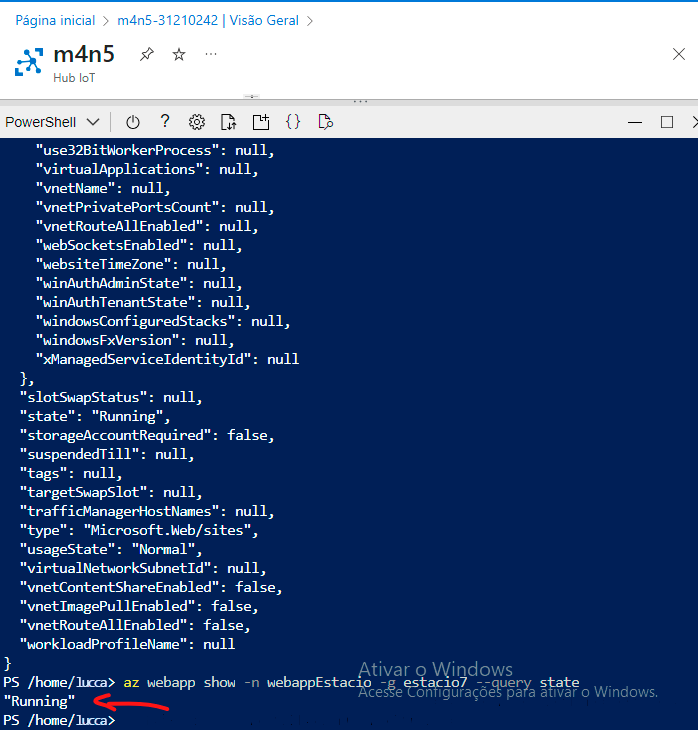 Página inicial > m4n5-31210242 | Visão Geral >
m4n5
Hub IoT
PowerShell
"use32BitWorkerProcess": null,
"virtualApplications": null,
"vnetName": null,
"vnetPrivatePortsCount": null,
"vnetRouteAllEnabled": null,
"webSocketsEnabled": null,
"websiteTimeZone": null,
"winAuthAdminState": null,
"winAuthTenantState": null,
"windowsConfiguredStacks": null,
"windowsFxVersion": null,
"xManagedServiceIdentityId": null
},
"slotSwapStatus": null,
"state": "Running",
"storageAccountRequired": false,
"suspendedTill": null,
"tags": null,
"targetSwapSlot": null,
"trafficManagerHostNames": null,
"type": "Microsoft.Web/sites",
"usageState": "Normal",
"virtualNetworkSubnetId": null,
"vnetContentShareEnabled": false,
"vnetImagePullEnabled": false,
"vnetRouteAllEnabled": false,
"workloadProfileName": null
}
Ativar o Windows
PS /home/lucca> az webapp show -n webappEstacio -g estacio7 --query state
Acesse Configurações para ativar o Windows.
"Running"
PS /home/lucca>